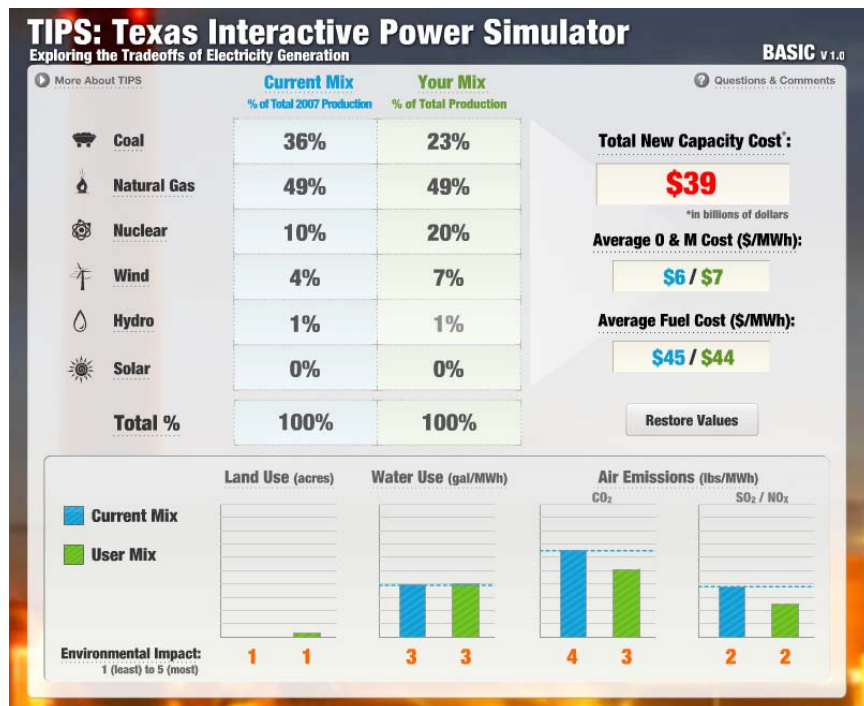 TIPS: Texas Interactive Power Simulator
Exploring the Tradeoffs of Electricity Generation
BASIC V 1.0
More About TIPS
Current Mix
Your Mix
Questions & Comments
% of Total 2007 Production
% of Total Production
Coal 36% 23%
Natural Gas 49% 49%
Nuclear 10% 20%
Wind 4% 7%
Hydro 1% 1%
Solar 0% 0%
Total % 100% 100%
Total New Capacity Cost*:
$39
*in billions of dollars
Average O & M Cost ($/MWh):
$6 / $7
Average Fuel Cost ($/MWh):
$45 / $44
Restore Values
Land Use (acres)
Water Use (gal/MWh)
Air Emissions (lbs/MWh)
CO₂
SO₂ / NOₓ
Current Mix
User Mix
Environmental Impact: 1 1 3 3 4 3 2 2
1 (least) to 5 (most)